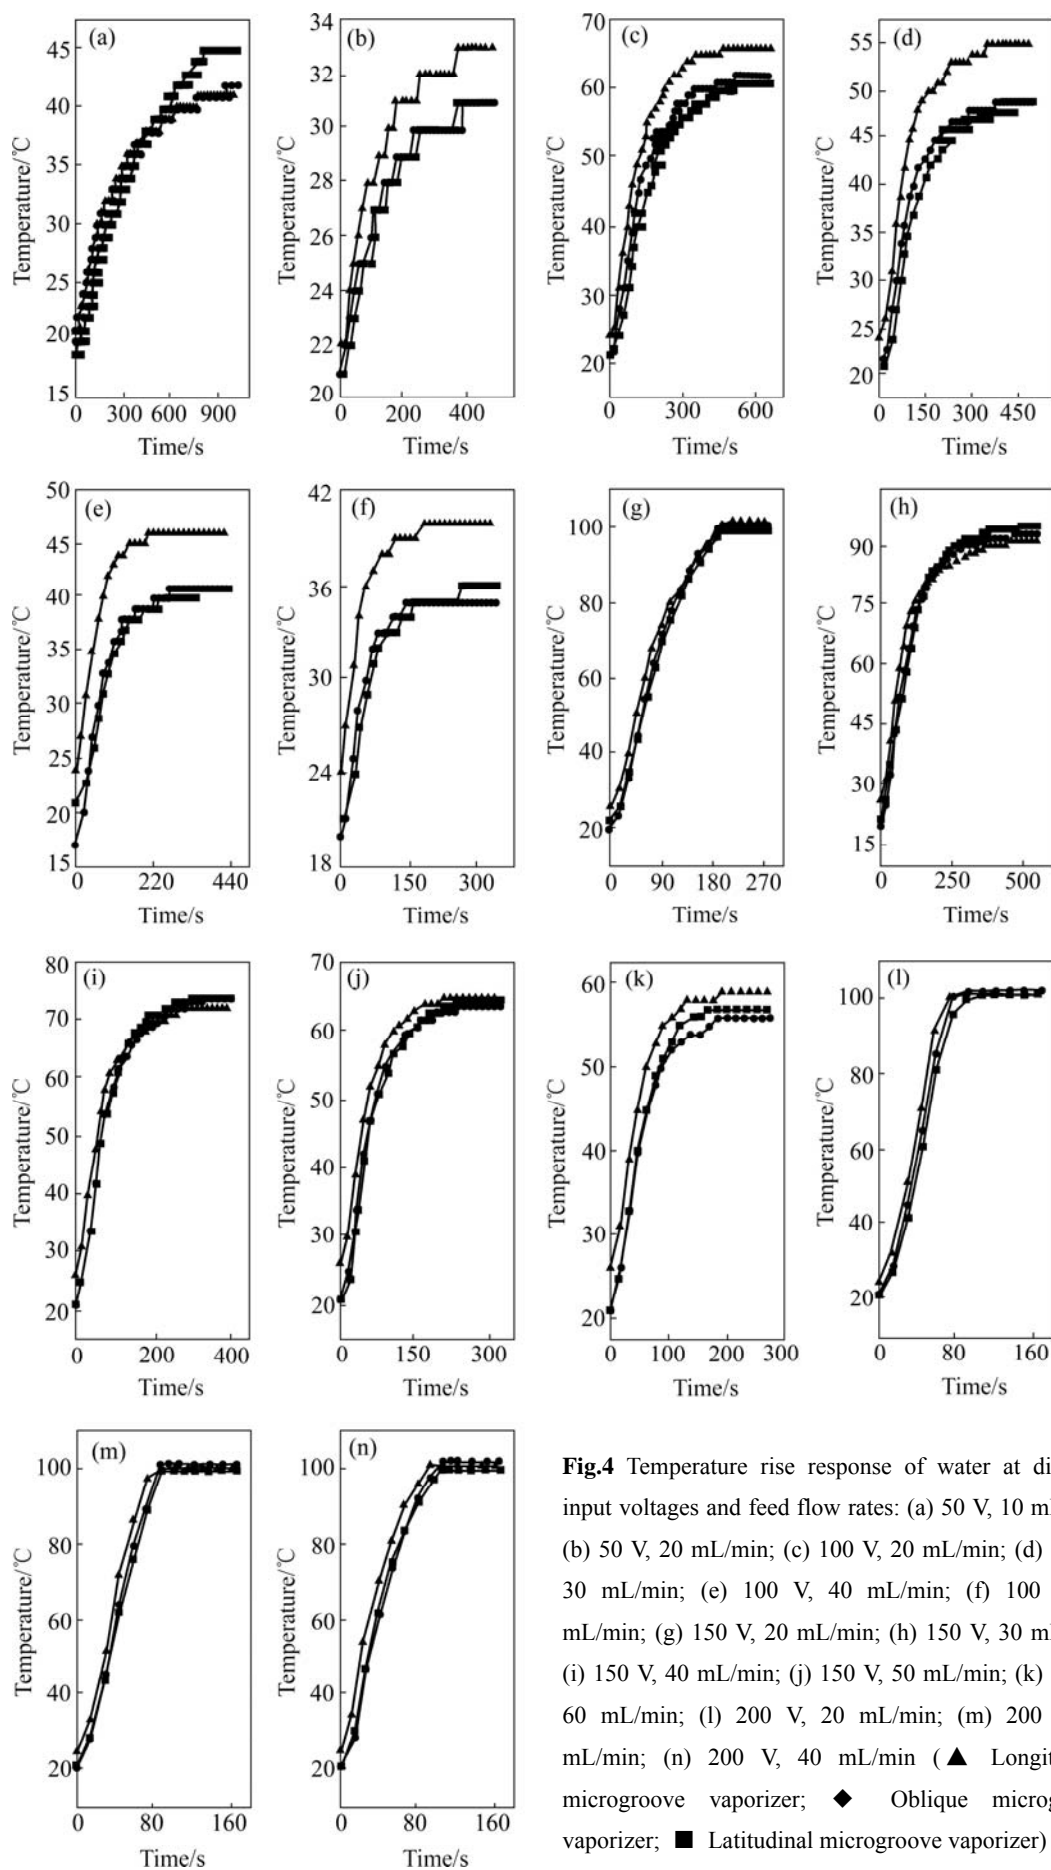 (a)
45
40
35
30
25
20
15
0 300 600 900
Temperature/℃
Time/s
(b)
34
32
30
28
26
24
22
20
0 200 400
Temperature/℃
Time/s
(c)
70
60
50
40
30
20
0 300 600
Temperature/℃
Time/s
(d)
55
50
45
40
35
30
25
20
0 150 300 450
Temperature/℃
Time/s
(e)
50
45
40
35
30
25
20
15
0 220 440
Temperature/℃
Time/s
(f)
42
36
30
24
18
0 150 300
Temperature/℃
Time/s
(g)
100
80
60
40
20
0 90 180 270
Temperature/℃
Time/s
(h)
90
75
60
45
30
15
0 250 500
Temperature/℃
Time/s
(i)
80
70
60
50
40
30
20
0 200 400
Temperature/℃
Time/s
(j)
70
60
50
40
30
20
0 150 300
Temperature/℃
Time/s
(k)
60
50
40
30
20
0 100 200 300
Temperature/℃
Time/s
(l)
100
80
60
40
20
0 80 160
Temperature/℃
Time/s
(m)
100
80
60
40
20
0 80 160
Temperature/℃
Time/s
(n)
100
80
60
40
20
0 80 160
Temperature/℃
Time/s
Fig.4 Temperature rise response of water at di
input voltages and feed flow rates: (a) 50 V, 10 m
(b) 50 V, 20 mL/min; (c) 100 V, 20 mL/min; (d)
30 mL/min; (e) 100 V, 40 mL/min; (f) 100
mL/min; (g) 150 V, 20 mL/min; (h) 150 V, 30 m
(i) 150 V, 40 mL/min; (j) 150 V, 50 mL/min; (k)
60 mL/min; (l) 200 V, 20 mL/min; (m) 200
mL/min; (n) 200 V, 40 mL/min (▲ Longit
microgroove vaporizer; ◆ Oblique microg
vaporizer; ■ Latitudinal microgroove vaporizer)